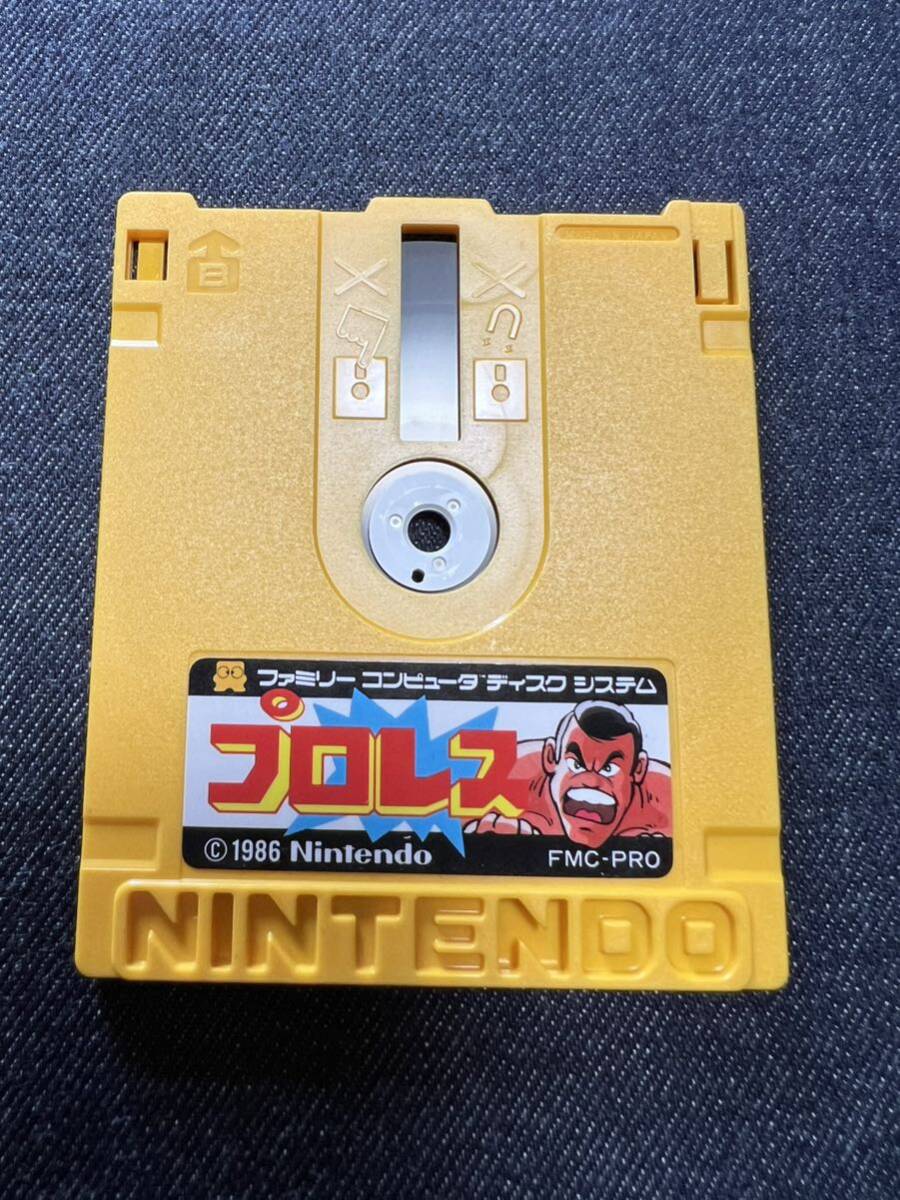 B
ファミリー コンピュータ ディスク システム
プロレス
© 1986 Nintendo
FMC-PRO
NINTENDO